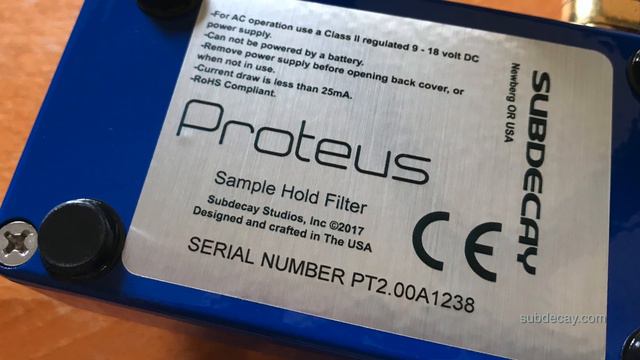 -For AC operation use a Class II regulated 9 - 18 volt DC
power supply.
-Can not be powered by a battery.
-Remove power supply before opening back cover, or
when not in use.
-Current draw is less than 25mA.
-RoHS Compliant.
Proteus
Sample Hold Filter
Subdecay Studios, Inc ©2017
Designed and crafted in The USA
SERIAL NUMBER PT2.00A1238
SUBDECAY
Newberg OR USA
CE
subdecay.com